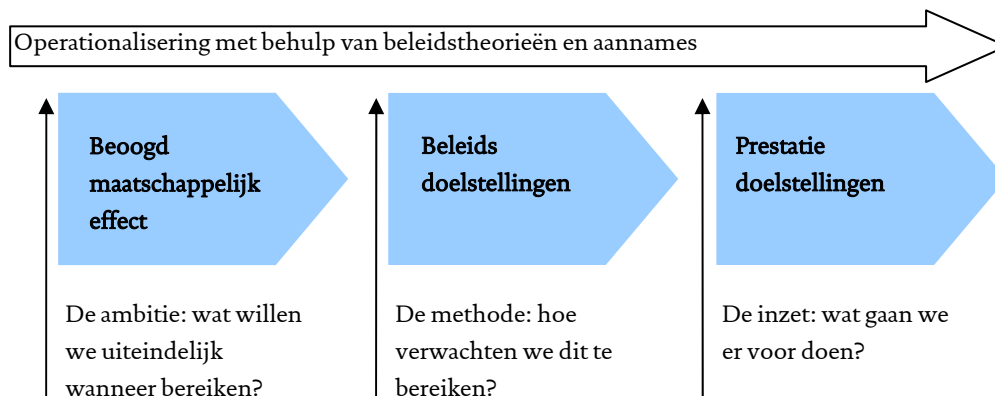 Operationalisering met behulp van beleidstheorieën en aannames
Beoogd
maatschappelijk
effect
De ambitie: wat willen
we uiteindelijk
wanneer bereiken?
Beleids
doelstellingen
De methode: hoe
verwachten we dit te
bereiken?
Prestatie
doelstellingen
De inzet: wat gaan we
er voor doen?